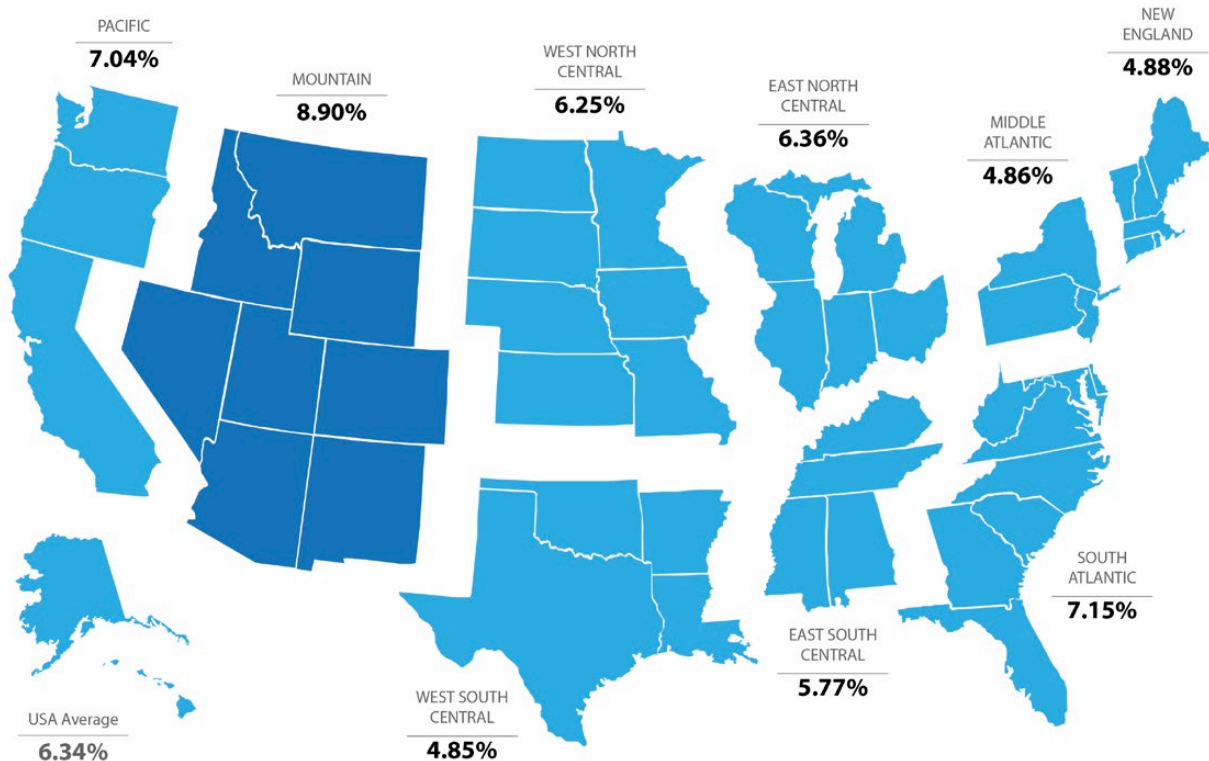 PACIFIC
7.04%
MOUNTAIN
8.90%
WEST NORTH
CENTRAL
6.25%
EAST NORTH
CENTRAL
6.36%
MIDDLE
ATLANTIC
4.86%
NEW
ENGLAND
4.88%
SOUTH
ATLANTIC
7.15%
EAST SOUTH
CENTRAL
5.77%
WEST SOUTH
CENTRAL
4.85%
USA Average
6.34%